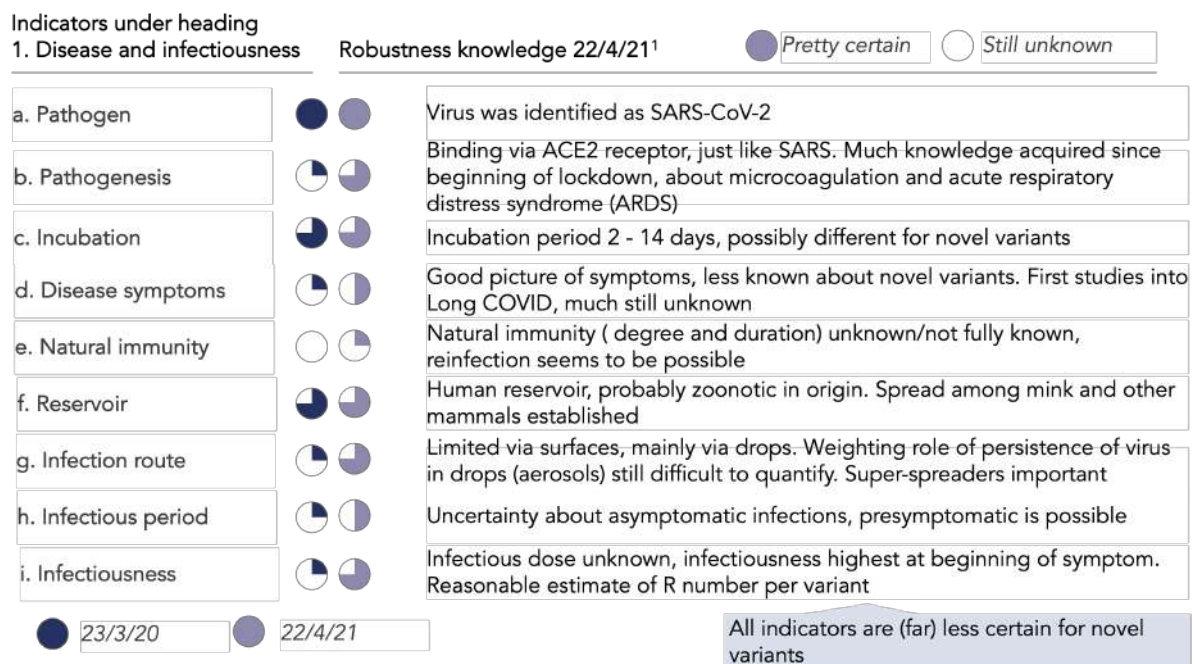 Indicators under heading
1. Disease and infectiousness
Robustness knowledge 22/4/21¹
Pretty certain
Still unknown
a. Pathogen
Virus was identified as SARS-CoV-2
b. Pathogenesis
Binding via ACE2 receptor, just like SARS. Much knowledge acquired since
beginning of lockdown, about microcoagulation and acute respiratory
distress syndrome (ARDS)
c. Incubation
Incubation period 2 - 14 days, possibly different for novel variants
d. Disease symptoms
Good picture of symptoms, less known about novel variants. First studies into
Long COVID, much still unknown
e. Natural immunity
Natural immunity ( degree and duration) unknown/not fully known,
reinfection seems to be possible
f. Reservoir
Human reservoir, probably zoonotic in origin. Spread among mink and other
mammals established
g. Infection route
Limited via surfaces, mainly via drops. Weighting role of persistence of virus
in drops (aerosols) still difficult to quantify. Super-spreaders important
h. Infectious period
Uncertainty about asymptomatic infections, presymptomatic is possible
i. Infectiousness
Infectious dose unknown, infectiousness highest at beginning of symptom.
Reasonable estimate of R number per variant
23/3/20
22/4/21
All indicators are (far) less certain for novel
variants